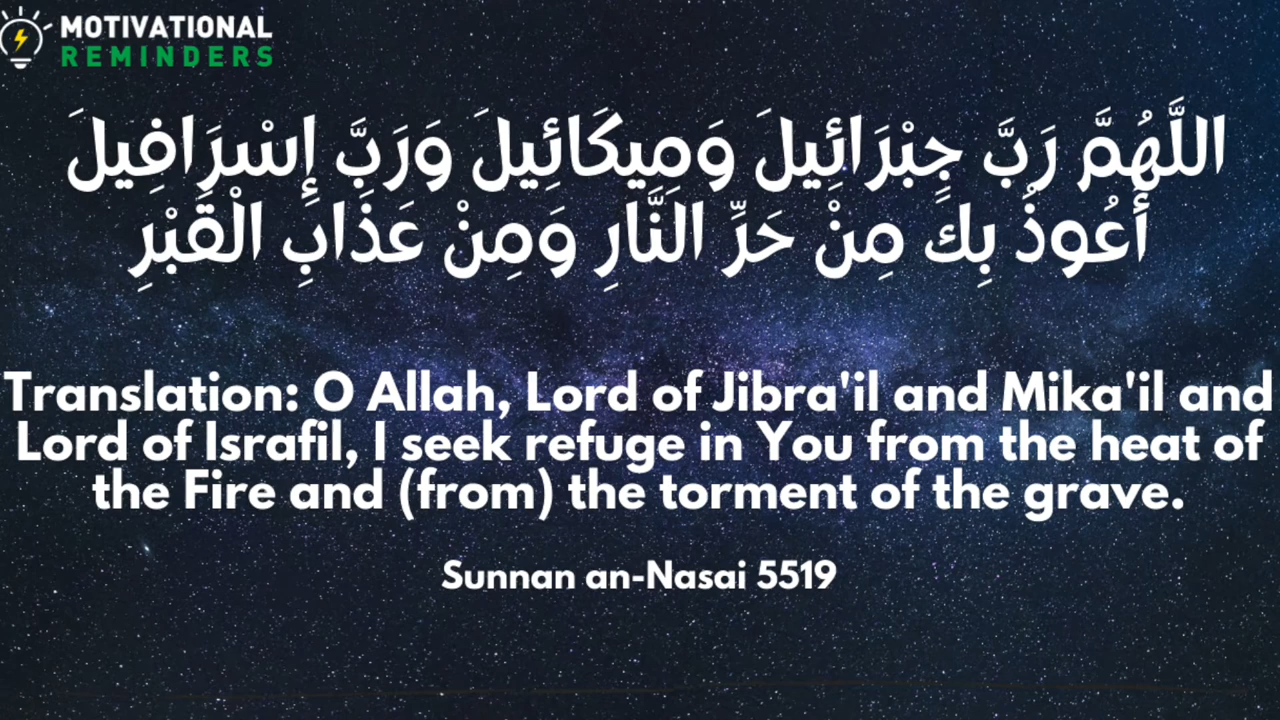 MOTIVATIONAL
REMINDERS
اللَّهُمَّ رَبَّ جِبْرَائِيلَ وَمِيكَائِيلَ وَرَبَّ إِسْرَافِيلَ
أَعُوذُ بِكَ مِنْ حَرِّ النَّارِ وَمِنْ عَذَابِ الْقَبْرِ
Translation: O Allah, Lord of Jibra'il and Mika'il and
Lord of Israfil, I seek refuge in You from the heat of
the Fire and (from) the torment of the grave.
Sunnan an-Nasai 5519